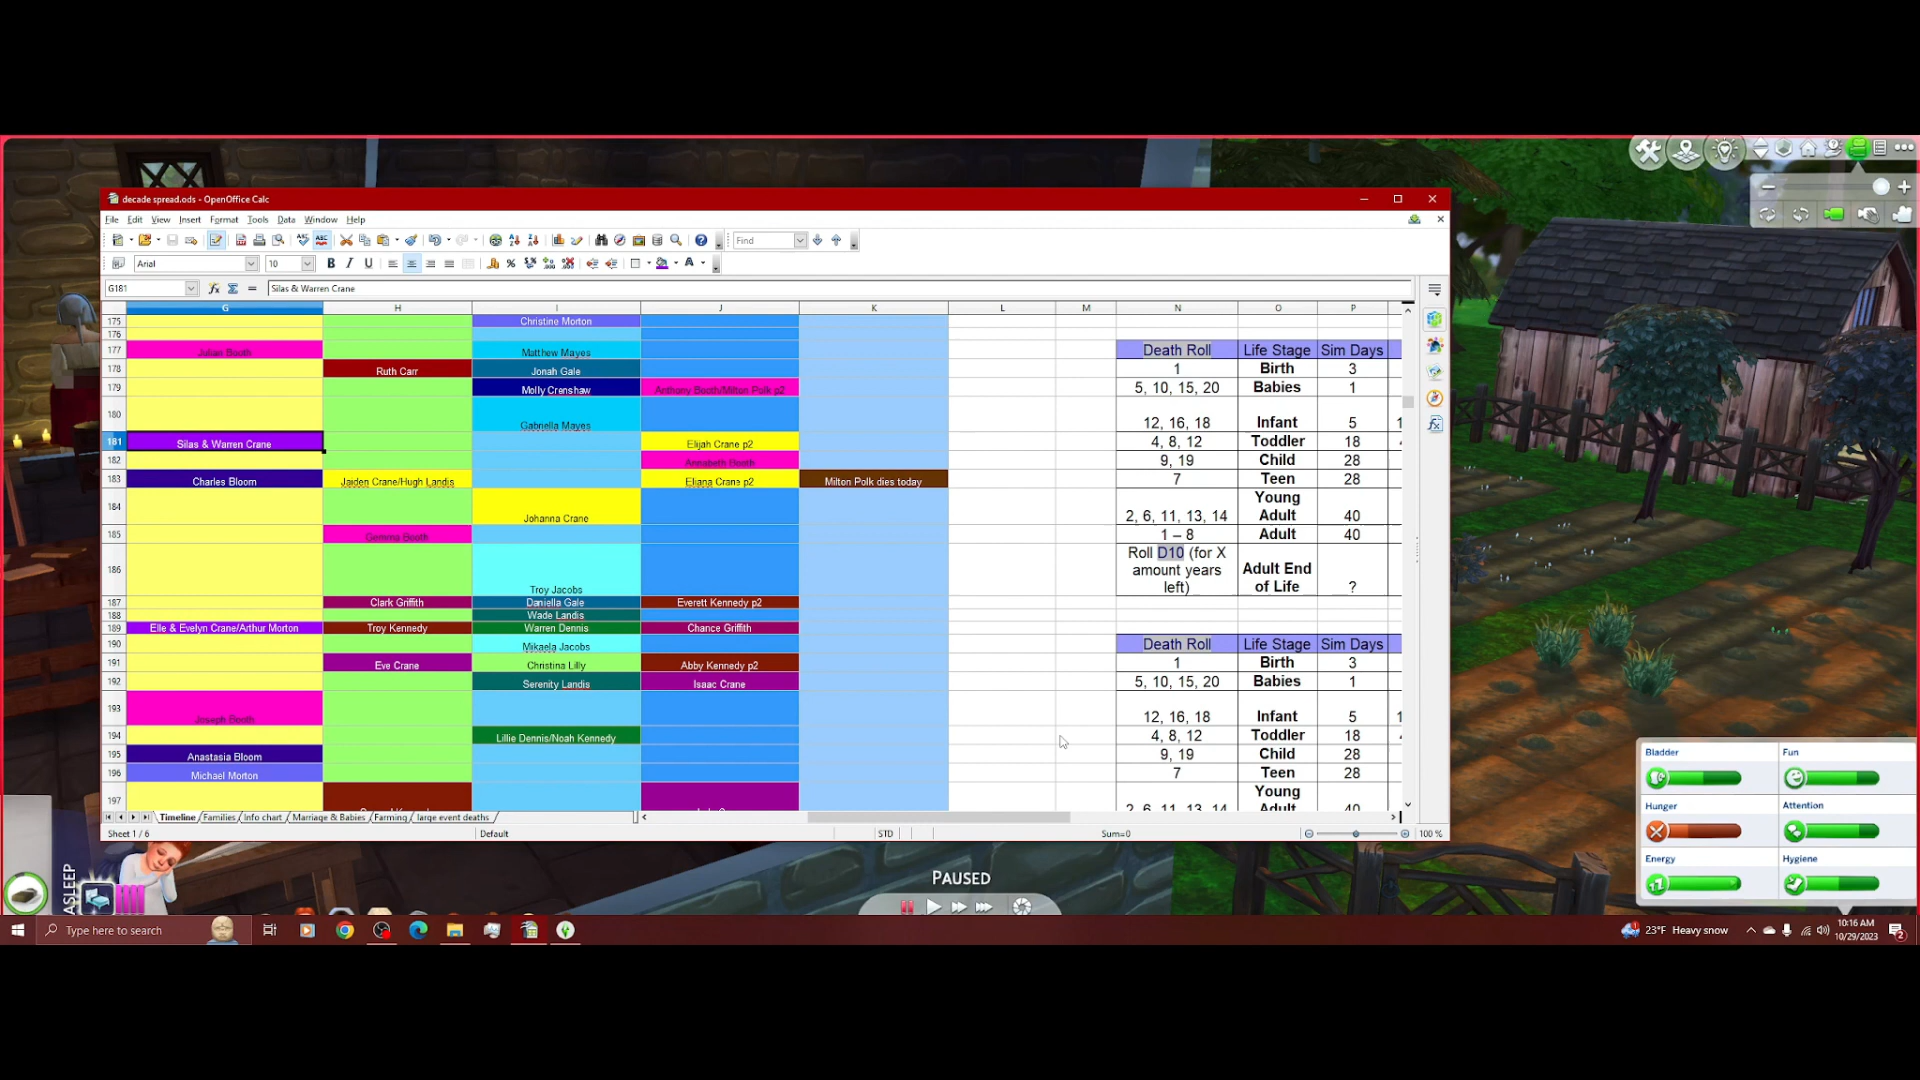 decade spread.ods - OpenOffice Calc
File Edit View Insert Format Tools Data Window Help
Find
Arial 10
G181 Silas & Warren Crane
G H I J K L M N O P
175 Christine Morton
176
177 Julian Booth Matthew Mayes Death Roll Life Stage Sim Days
178 Ruth Carr Jonah Gale 1 Birth 3
179 Molly Crenshaw Anthony Booth/Milton Polk p2 5, 10, 15, 20 Babies 1
180 Gabriella Mayes 12, 16, 18 Infant 5
181 Silas & Warren Crane Elijah Crane p2 4, 8, 12 Toddler 18
182 Annabeth Booth 9, 19 Child 28
183 Charles Bloom Jaiden Crane/Hugh Landis Eliana Crane p2 Milton Polk dies today 7 Teen 28
184 Johanna Crane 2, 6, 11, 13, 14 Young Adult 40
185 Gemma Booth 1 – 8 Adult 40
186 Troy Jacobs Roll D10 (for X amount years left) Adult End of Life ?
187 Clark Griffith Daniella Gale Everett Kennedy p2
188 Wade Landis
189 Elle & Evelyn Crane/Arthur Morton Troy Kennedy Warren Dennis Chance Griffith
190 Mikaela Jacobs Death Roll Life Stage Sim Days
191 Eve Crane Christina Lilly Abby Kennedy p2 1 Birth 3
192 Serenity Landis Isaac Crane 5, 10, 15, 20 Babies 1
193 Joseph Booth 12, 16, 18 Infant 5
194 Lillie Dennis/Noah Kennedy 4, 8, 12 Toddler 18
195 Anastasia Bloom 9, 19 Child 28
196 Michael Morton 7 Teen 28
197 2, 6, 11, 13, 14 Young Adult 40
Timeline Families Info chart Marriage & Babies Farming large event deaths
Sheet 1 / 6 Default STD Sum=0 100 %
Bladder Fun
Hunger Attention
Energy Hygiene
ASLEEP
PAUSED
Type here to search
23°F Heavy snow
10:16 AM
10/29/2023
2